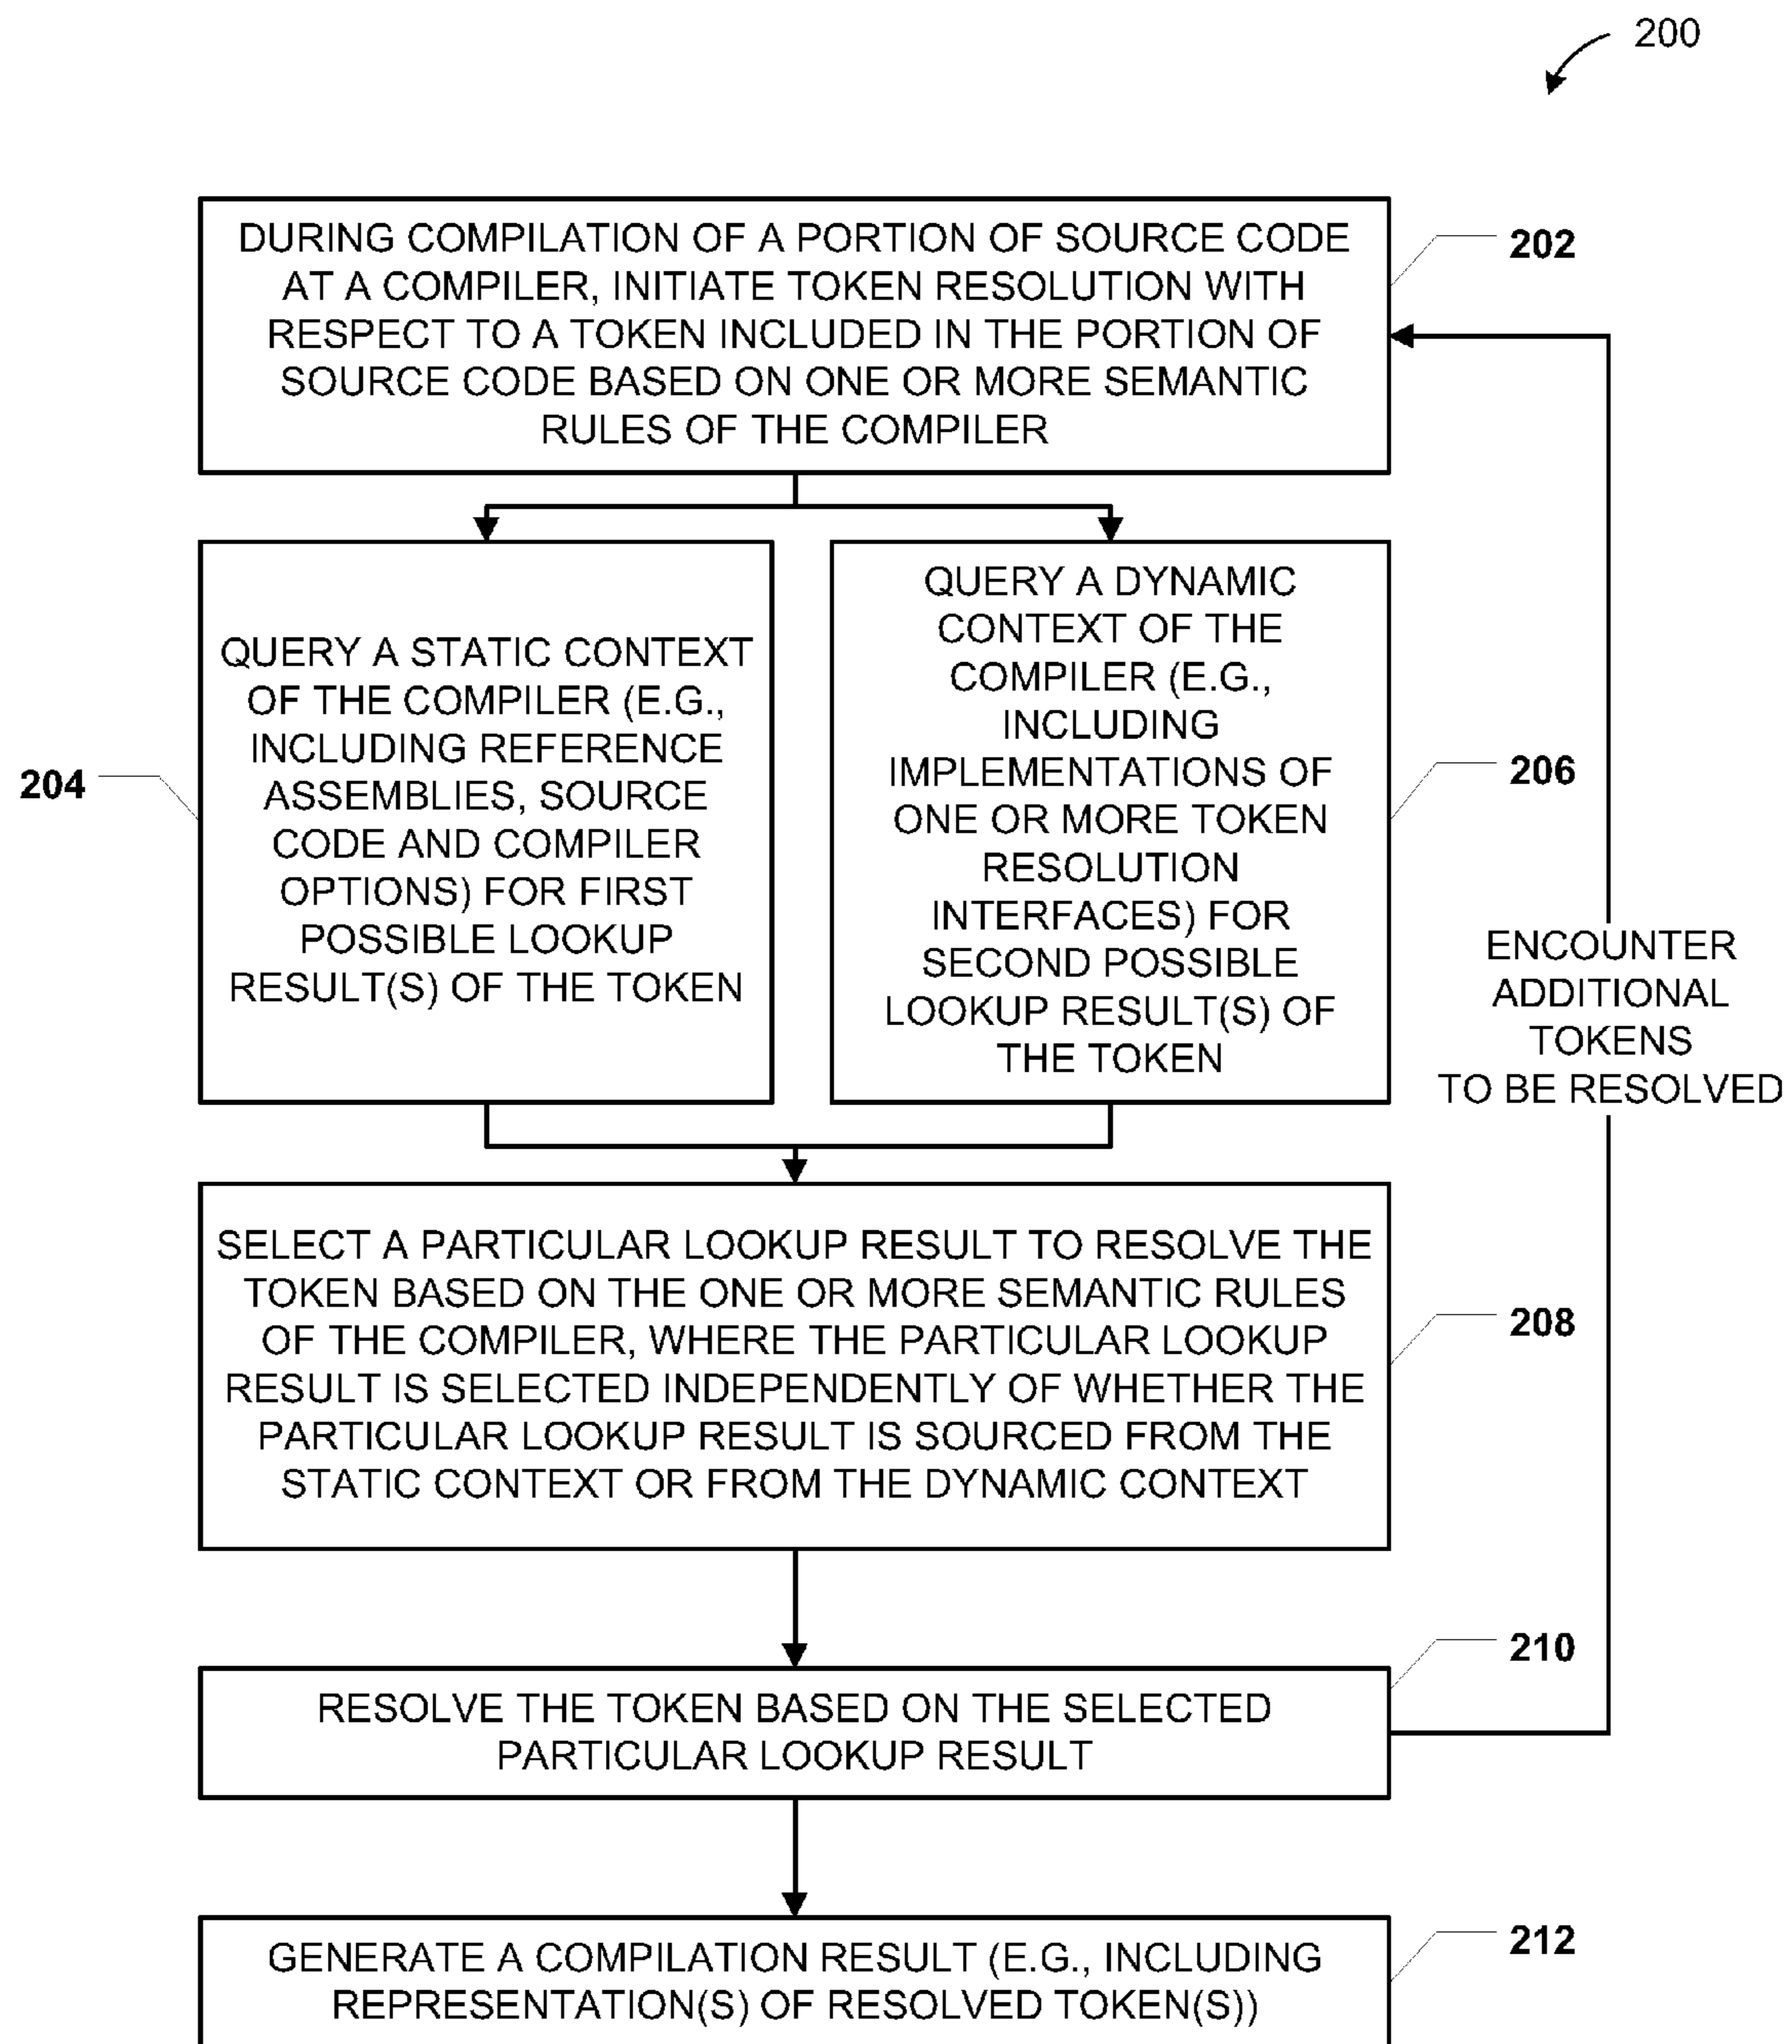 200
DURING COMPILATION OF A PORTION OF SOURCE CODE
AT A COMPILER, INITIATE TOKEN RESOLUTION WITH
RESPECT TO A TOKEN INCLUDED IN THE PORTION OF
SOURCE CODE BASED ON ONE OR MORE SEMANTIC
RULES OF THE COMPILER
202
QUERY A STATIC CONTEXT
OF THE COMPILER (E.G.,
INCLUDING REFERENCE
ASSEMBLIES, SOURCE
CODE AND COMPILER
OPTIONS) FOR FIRST
POSSIBLE LOOKUP
RESULT(S) OF THE TOKEN
204
QUERY A DYNAMIC
CONTEXT OF THE
COMPILER (E.G.,
INCLUDING
IMPLEMENTATIONS OF
ONE OR MORE TOKEN
RESOLUTION
INTERFACES) FOR
SECOND POSSIBLE
LOOKUP RESULT(S) OF
THE TOKEN
206
ENCOUNTER
ADDITIONAL
TOKENS
TO BE RESOLVED
SELECT A PARTICULAR LOOKUP RESULT TO RESOLVE THE
TOKEN BASED ON THE ONE OR MORE SEMANTIC RULES
OF THE COMPILER, WHERE THE PARTICULAR LOOKUP
RESULT IS SELECTED INDEPENDENTLY OF WHETHER THE
PARTICULAR LOOKUP RESULT IS SOURCED FROM THE
STATIC CONTEXT OR FROM THE DYNAMIC CONTEXT
208
RESOLVE THE TOKEN BASED ON THE SELECTED
PARTICULAR LOOKUP RESULT
210
GENERATE A COMPILATION RESULT (E.G., INCLUDING
REPRESENTATION(S) OF RESOLVED TOKEN(S))
212